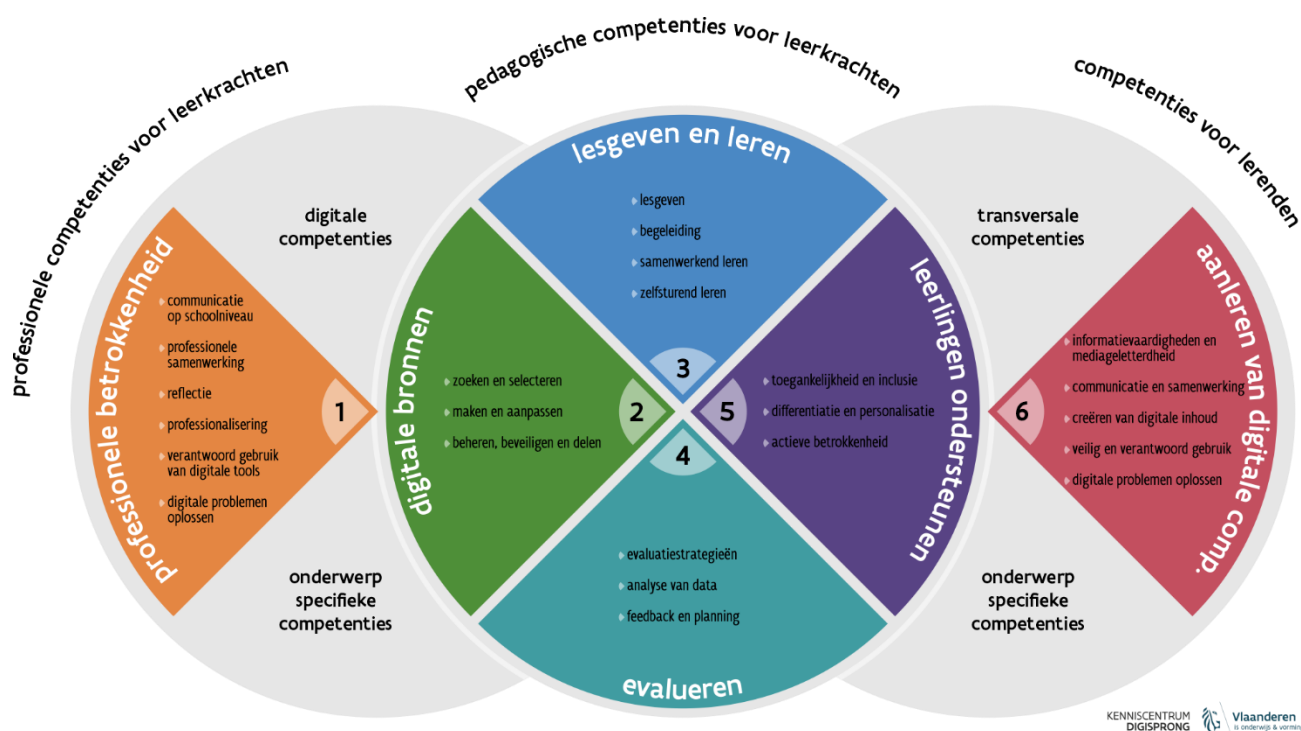 professionele competenties voor leerkrachten
pedagogische competenties voor leerkrachten
competenties voor lerenden
digitale
competenties
onderwerp
specifieke
competenties
professionele betrokkenheid
communicatie
op schoolniveau
professionele
samenwerking
reflectie
professionalisering
verantwoord gebruik
van digitale tools
digitale problemen
oplossen
1
digitale bronnen
zoeken en selecteren
maken en aanpassen
beheren, beveiligen en delen
2
lesgeven en leren
lesgeven
begeleiding
samenwerkend leren
zelfsturend leren
3
4
evaluatiestrategieën
analyse van data
feedback en planning
evalueren
5
toegankelijkheid en inclusie
differentiatie en personalisatie
actieve betrokkenheid
leerlingen ondersteunen
transversale
competenties
onderwerp
specifieke
competenties
6
informatievaardigheden en
mediageletterdheid
communicatie en samenwerking
creëren van digitale inhoud
veilig en verantwoord gebruik
digitale problemen oplossen
aanleren van digitale comp.
KENNISCENTRUM
DIGISPRONG
Vlaanderen
is onderwijs & vormin